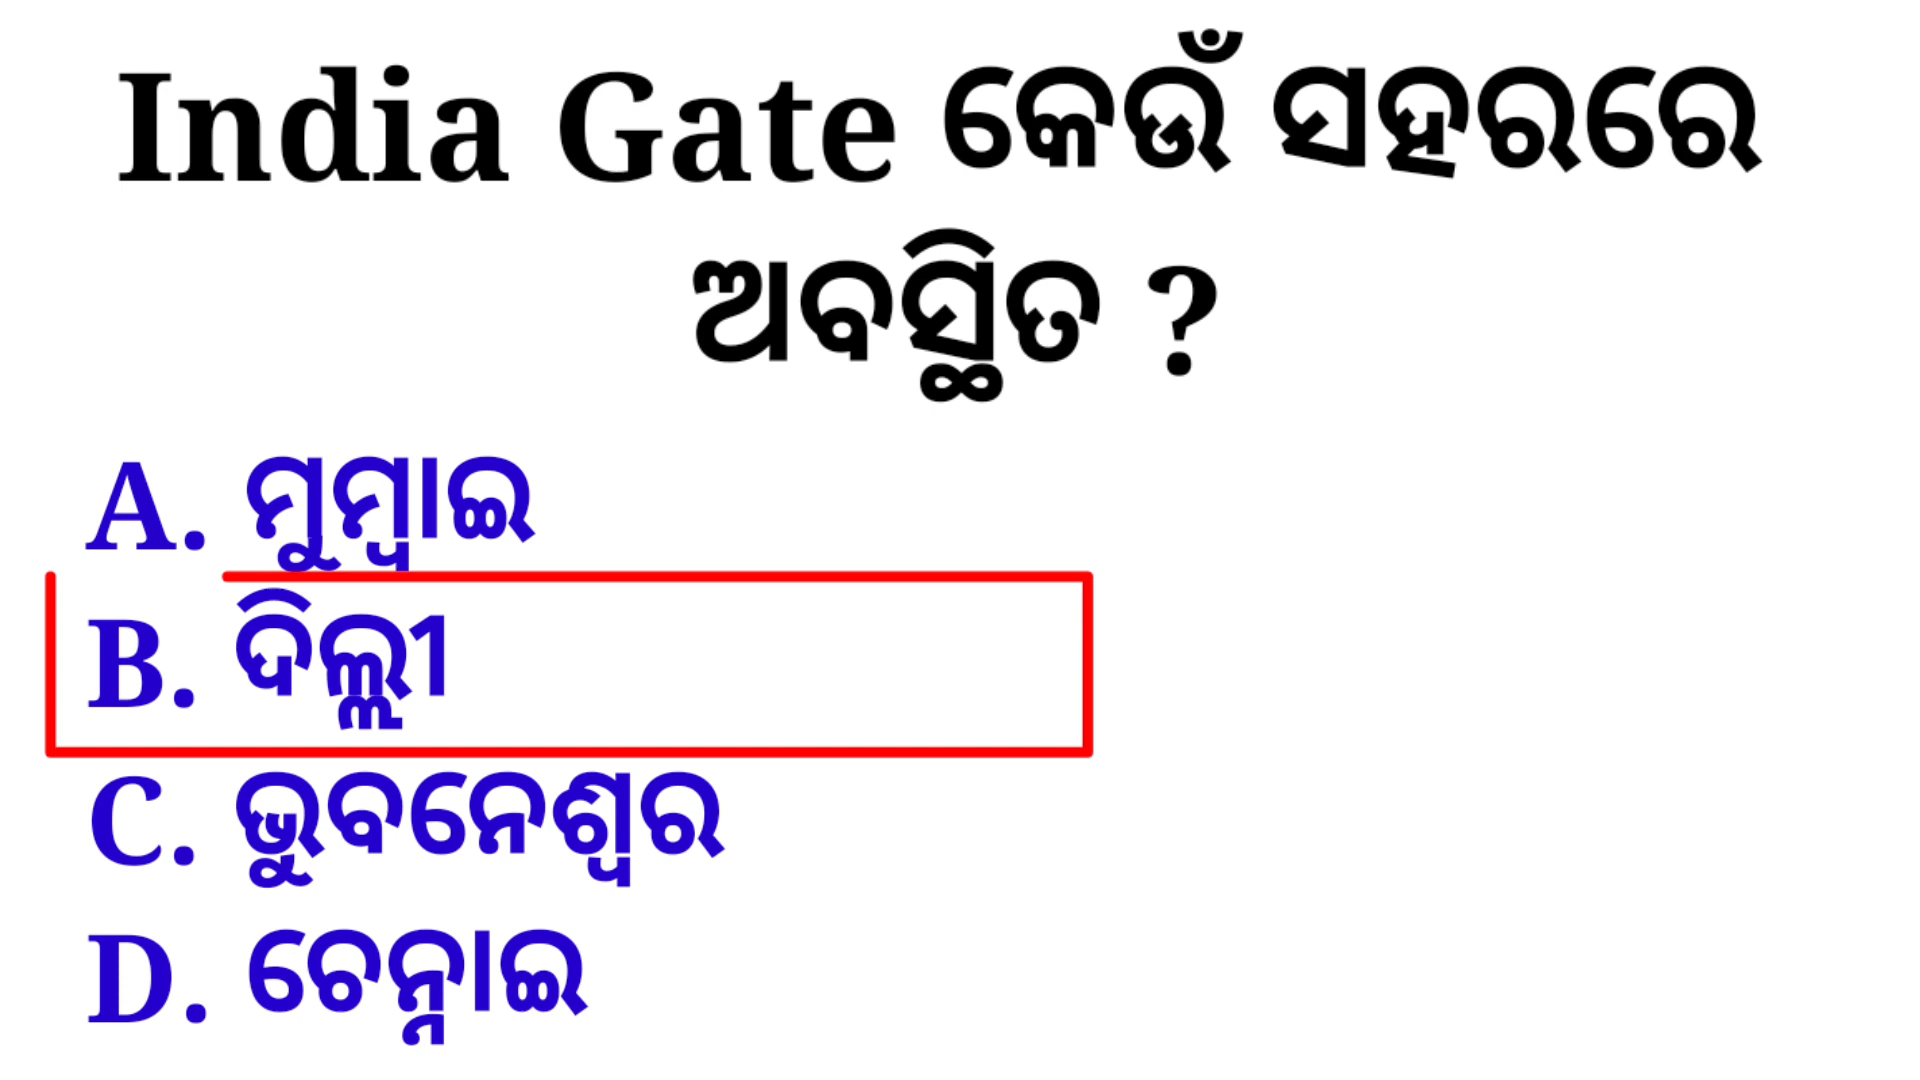 India Gate କେଉଁ ସହରରେ
ଅବସ୍ଥିତ ?
A. ମୁମ୍ବାଇ
B. ଦିଲ୍ଲୀ
C. ଭୁବନେଶ୍ୱର
D. ଚେନ୍ନାଇ